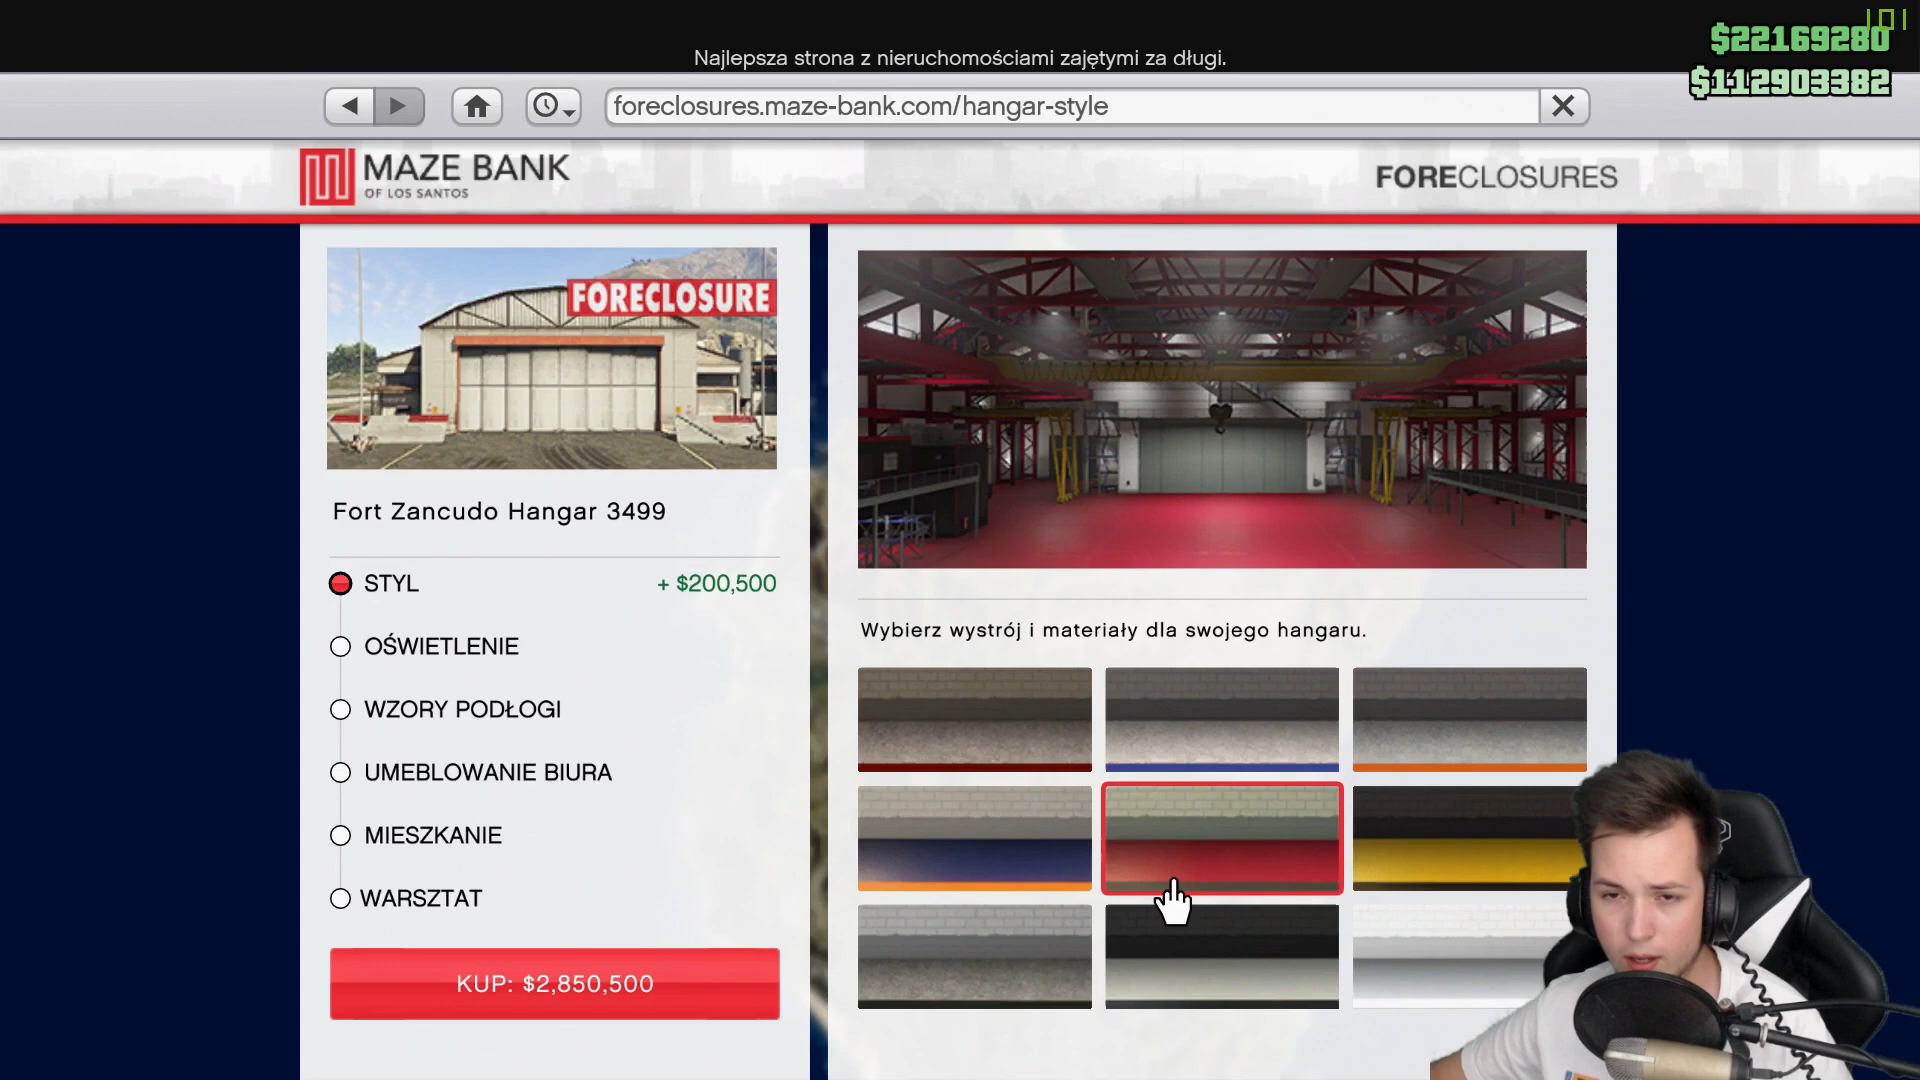 101
$22169280
$112903382
Najlepsza strona z nieruchomościami zajętymi za długi.
foreclosures.maze-bank.com/hangar-style
MAZE BANK
OF LOS SANTOS
FORECLOSURES
FORECLOSURE
Fort Zancudo Hangar 3499
STYL + $200,500
OŚWIETLENIE
WZORY PODŁOGI
UMEBLOWANIE BIURA
MIESZKANIE
WARSZTAT
KUP: $2,850,500
Wybierz wystrój i materiały dla swojego hangaru.